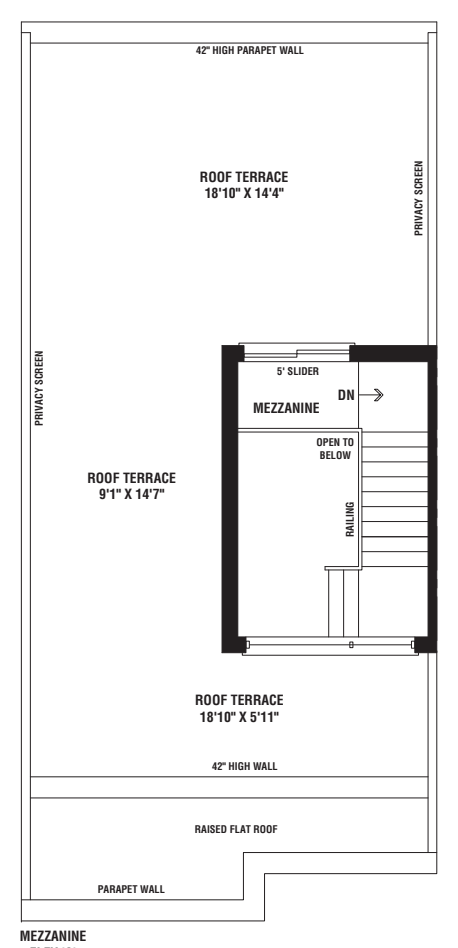 42" HIGH PARAPET WALL
ROOF TERRACE
18'10" X 14'4"
PRIVACY SCREEN
5' SLIDER
DN
MEZZANINE
PRIVACY SCREEN
OPEN TO
BELOW
ROOF TERRACE
9'1" X 14'7"
RAILING
ROOF TERRACE
18'10" X 5'11"
42" HIGH WALL
RAISED FLAT ROOF
PARAPET WALL
MEZZANINE